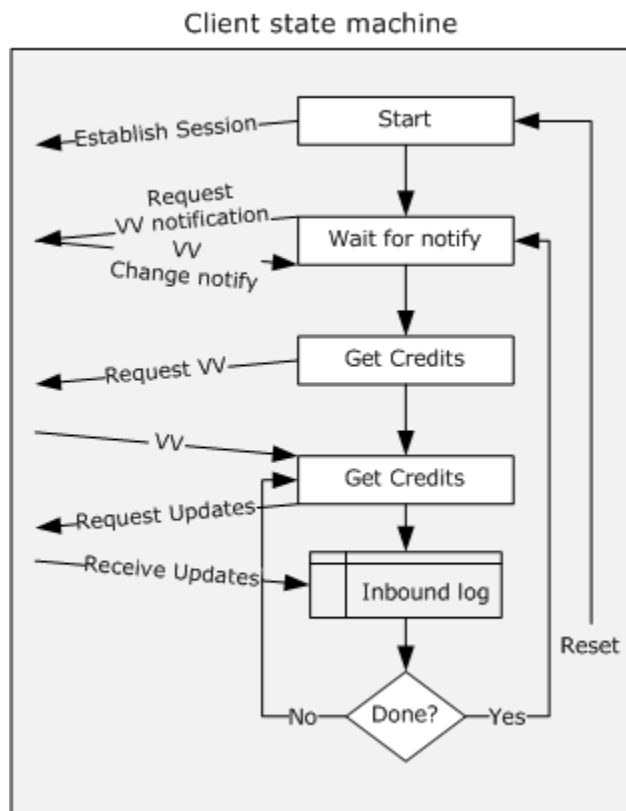 Client state machine
Start
Establish Session
Request
VV notification
Wait for notify
VV
Change notify
Get Credits
Request VV
VV
Get Credits
Request Updates
Receive Updates
Inbound log
Reset
No
Done?
Yes